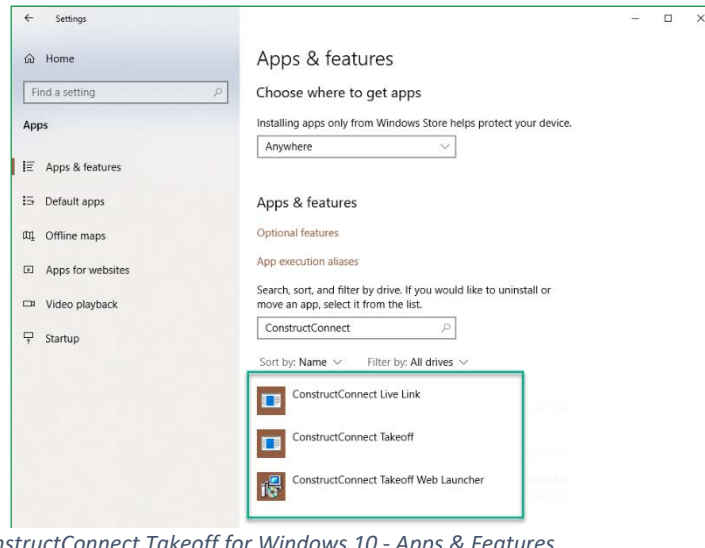 Settings
Home
Find a setting
Apps
Apps & features
Default apps
Offline maps
Apps for websites
Video playback
Startup
Apps & features
Choose where to get apps
Installing apps only from Windows Store helps protect your device.
Anywhere
Apps & features
Optional features
App execution aliases
Search, sort, and filter by drive. If you would like to uninstall or
move an app, select it from the list.
ConstructConnect
Sort by: Name Filter by: All drives
ConstructConnect Live Link
ConstructConnect Takeoff
ConstructConnect Takeoff Web Launcher
nstructConnect Takeoff for Windows 10 - Apps & Features